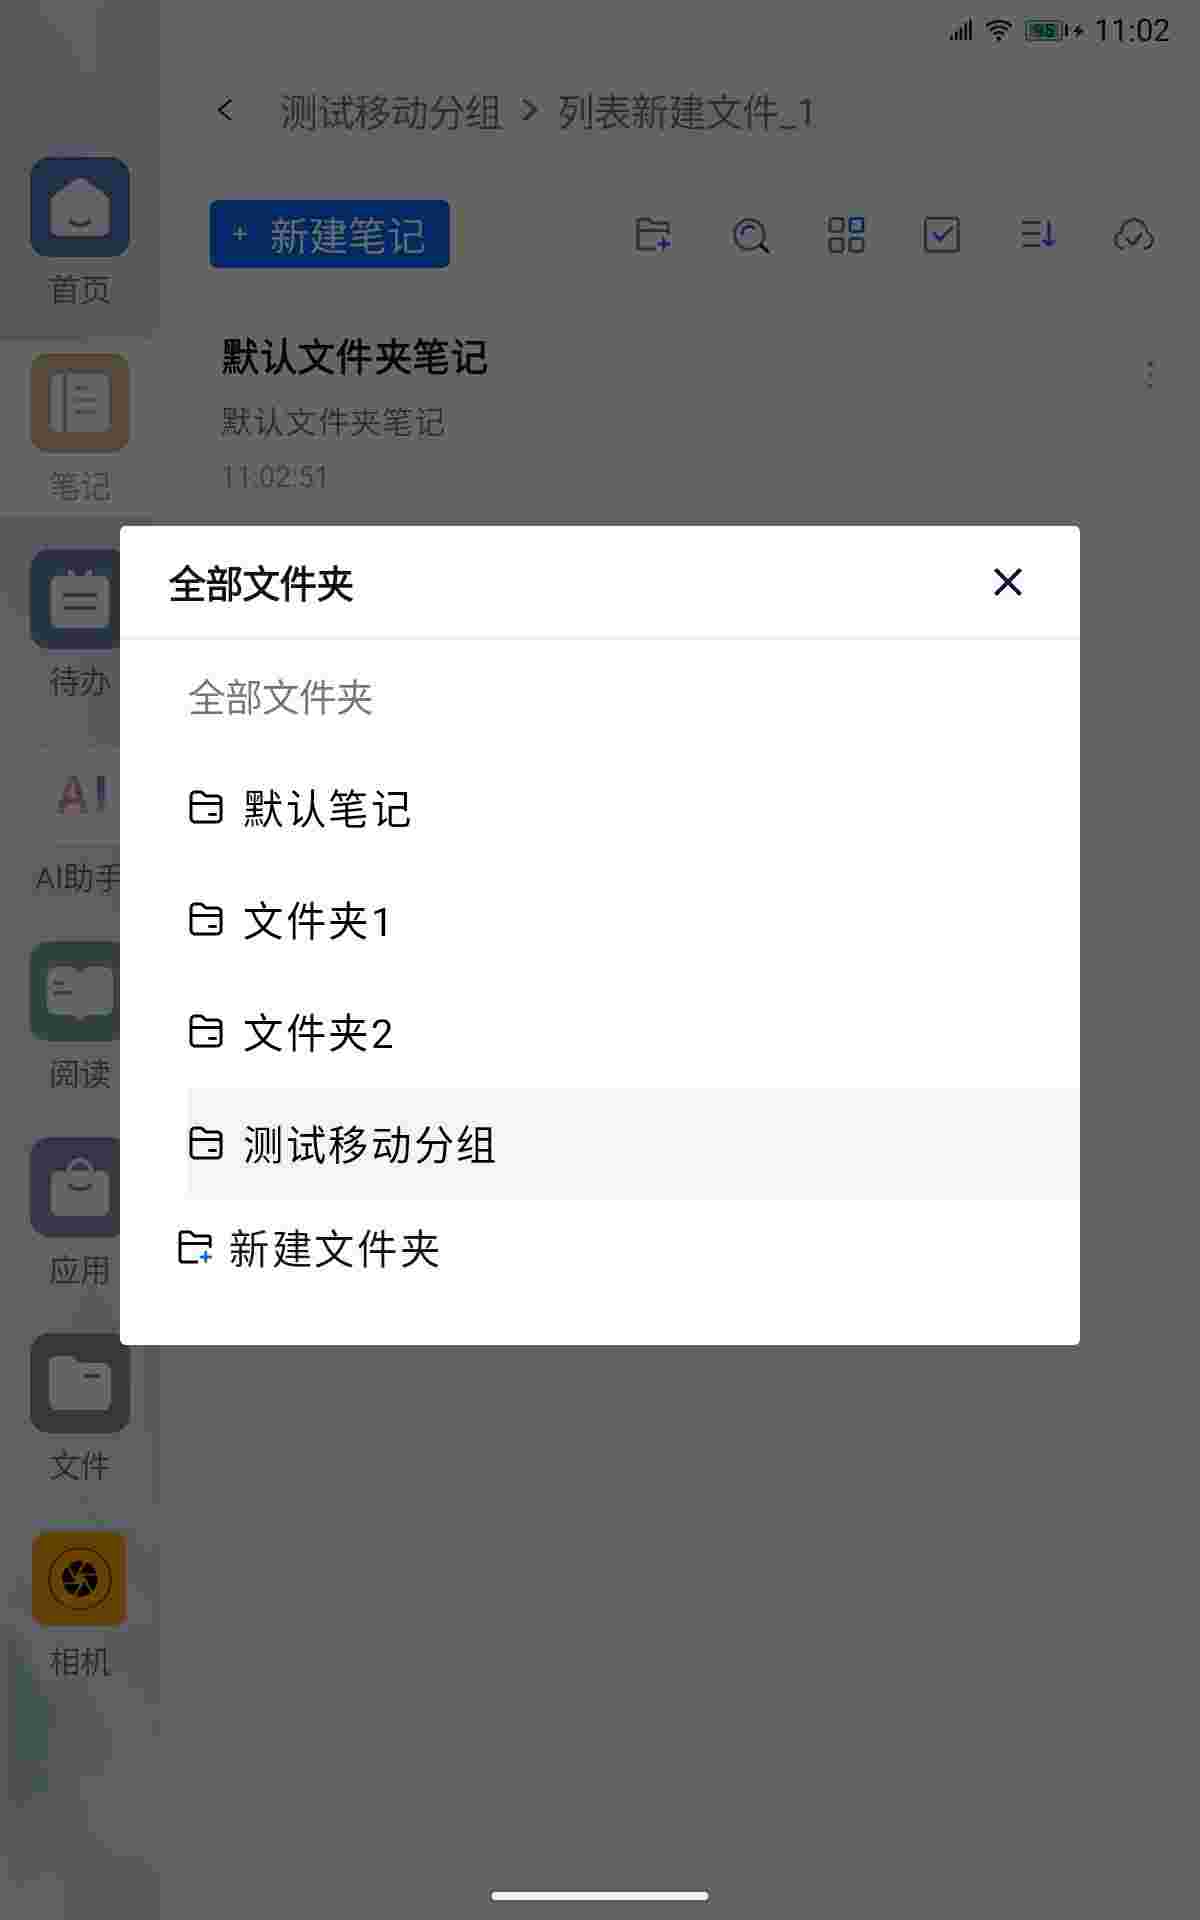 95 11:02
测试移动分组 > 列表新建文件_1
+ 新建笔记
首页
默认文件夹笔记
默认文件夹笔记
11:02:51
笔记
待办
AI
AI助手
阅读
应用
文件
相机
全部文件夹
全部文件夹
默认笔记
文件夹1
文件夹2
测试移动分组
新建文件夹